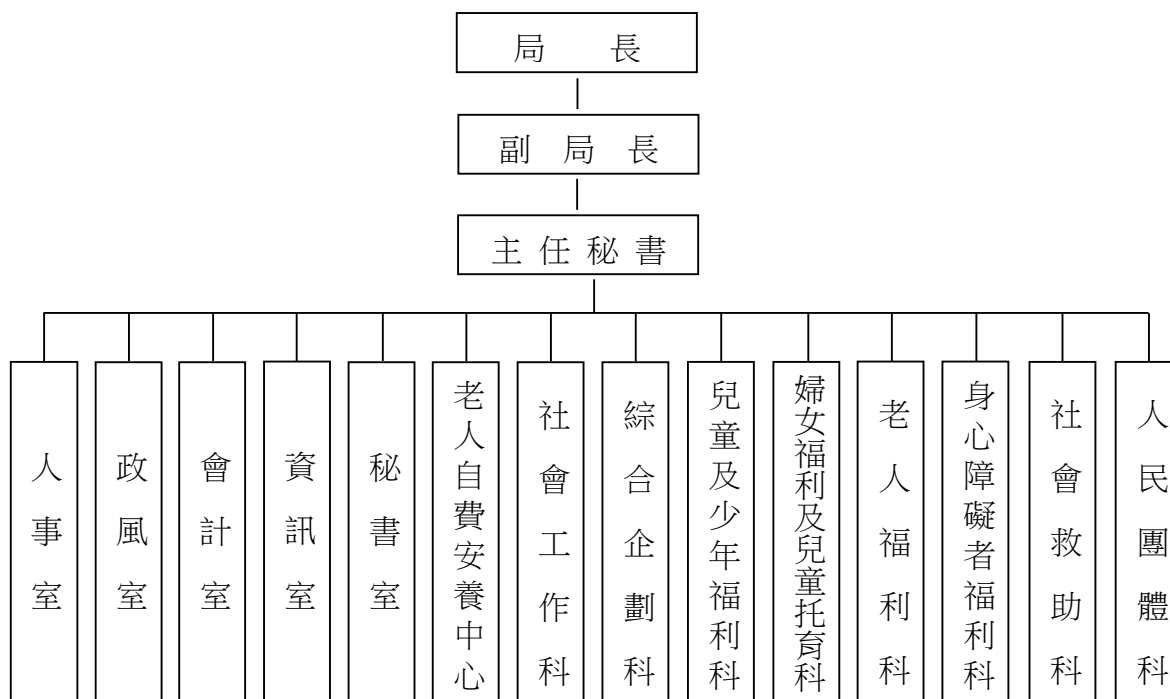 局長
副局長
主任秘書
人事室
政風室
會計室
資訊室
秘書室
老人自費安養中心
社會工作科
綜合企劃科
兒童及少年福利科
婦女福利及兒童托育科
老人福利科
身心障礙者福利科
社會救助科
人民團體科